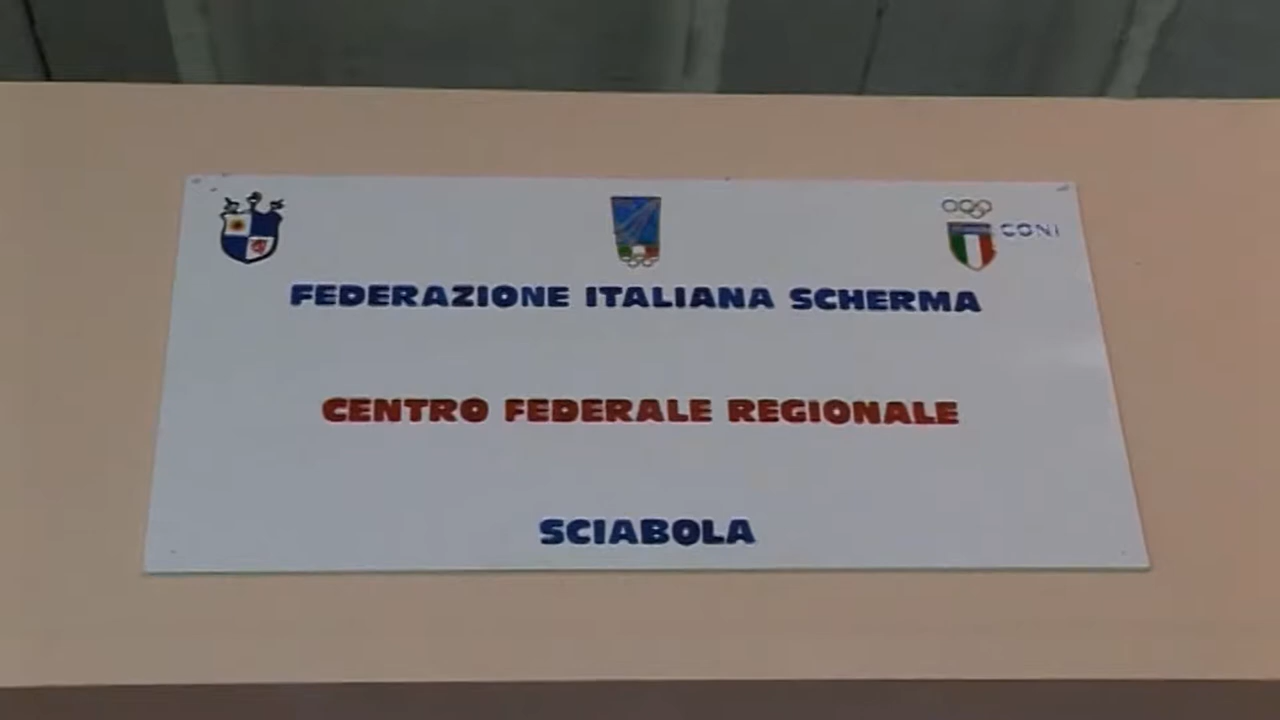 CONI
FEDERAZIONE ITALIANA SCHERMA
CENTRO FEDERALE REGIONALE
SCIABOLA